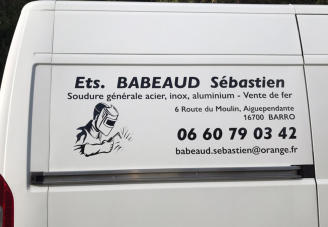 Ets. BABEAUD Sébastien
Soudure générale acier, inox, aluminium - Vente de fer
6 Route du Moulin, Aiguependante
16700 BARRO
06 60 79 03 42
babeaud.sebastien@orange.fr